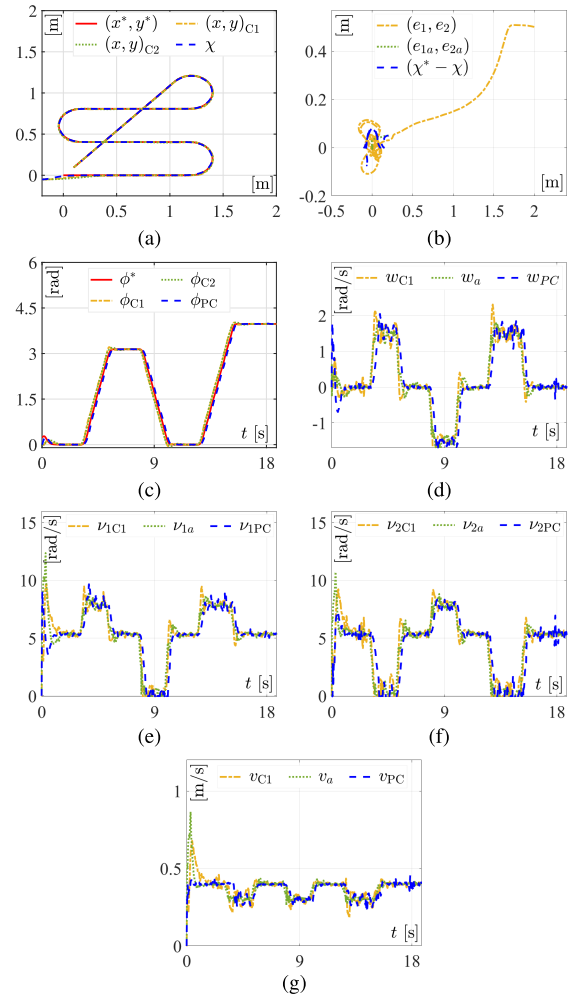 [m]
(x*, y*) (x, y)C1
(x, y)C2 χ
1.5
1
0.5
0
[m]
0 0.5 1 1.5 2
(a)
[m]
(e1, e2)
(e1a, e2a)
(χ* − χ)
0.4
0.2
0
-0.2
[m]
-0.5 0 0.5 1 1.5 2
(b)
[rad]
ϕ* ϕC2
ϕC1 ϕPC
6
4.5
3
1.5
0
t [s]
0 9 18
(c)
[rad/s]
wC1 wa wPC
2
1
0
-1
t [s]
0 9 18
(d)
[rad/s]
ν1C1 ν1a ν1PC
15
10
5
0
t [s]
0 9 18
(e)
[rad/s]
ν2C1 ν2a ν2PC
15
10
5
0
t [s]
0 9 18
(f)
[m/s]
vC1 va vPC
1
0.5
0
t [s]
0 9 18
(g)